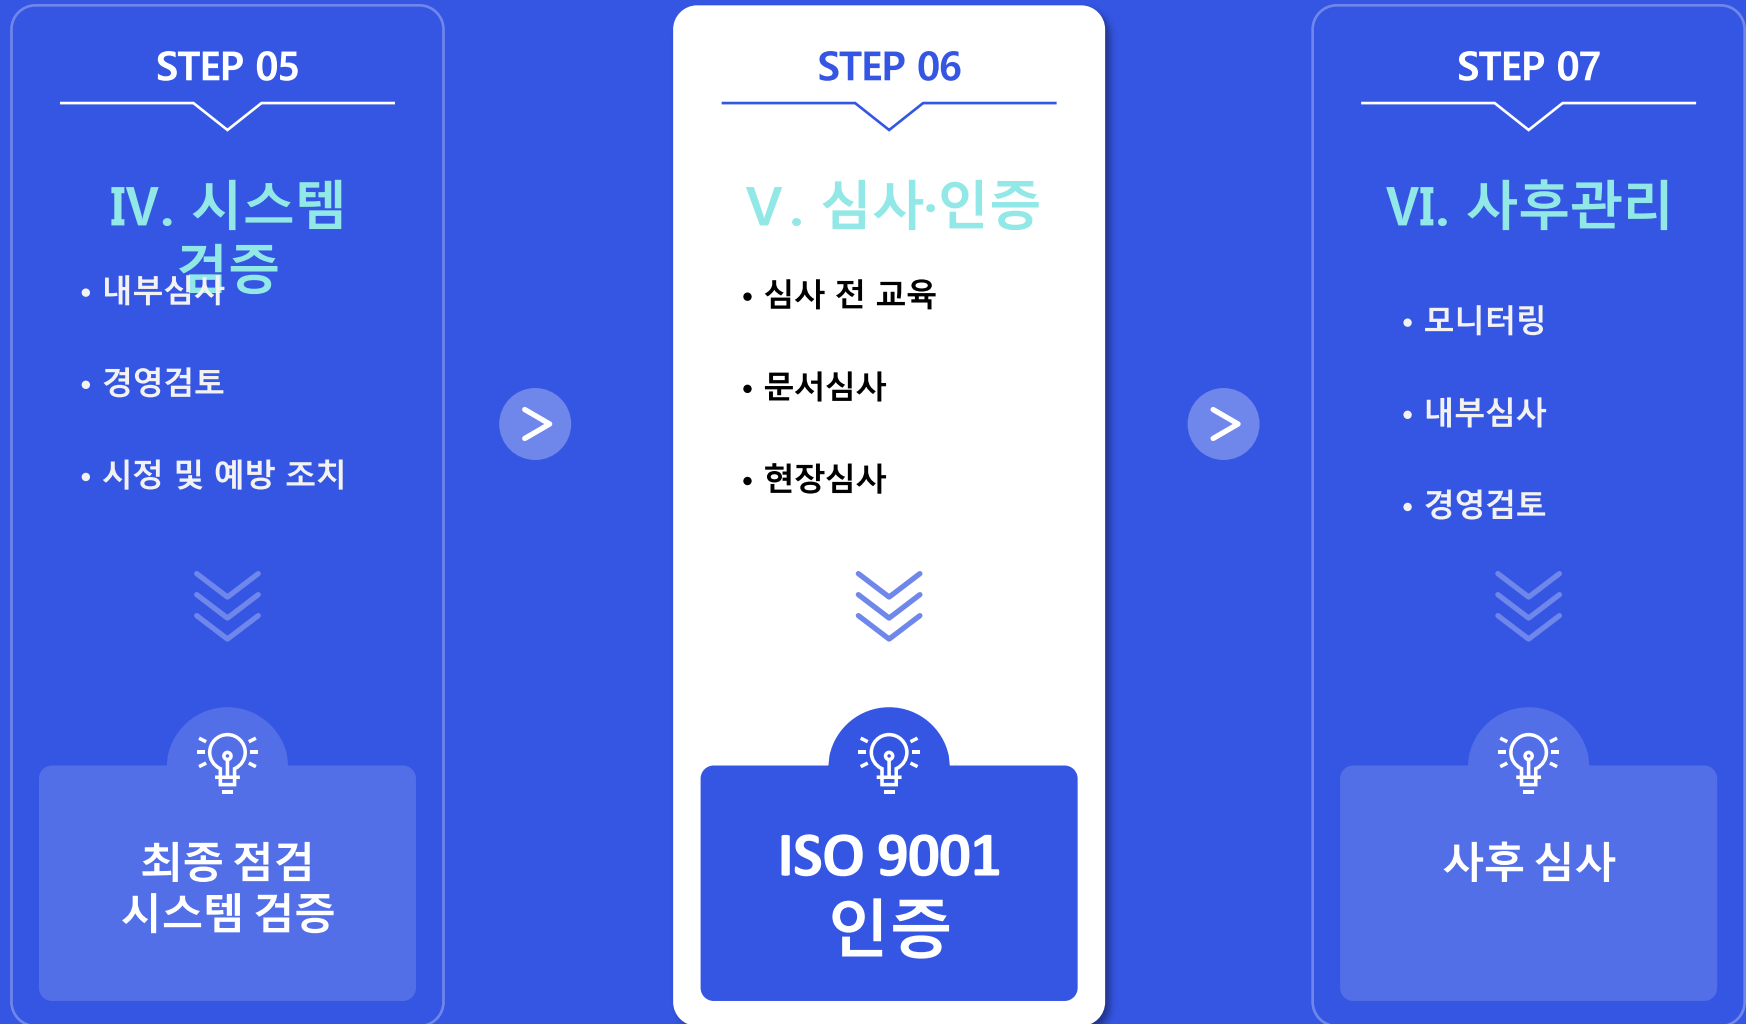 STEP 05
Ⅳ. 시스템
검증
• 내부심사
• 경영검토
• 시정 및 예방 조치
최종 점검
시스템 검증
>
STEP 06
Ⅴ. 심사·인증
• 심사 전 교육
• 문서심사
• 현장심사
ISO 9001
인증
>
STEP 07
Ⅵ. 사후관리
• 모니터링
• 내부심사
• 경영검토
사후 심사